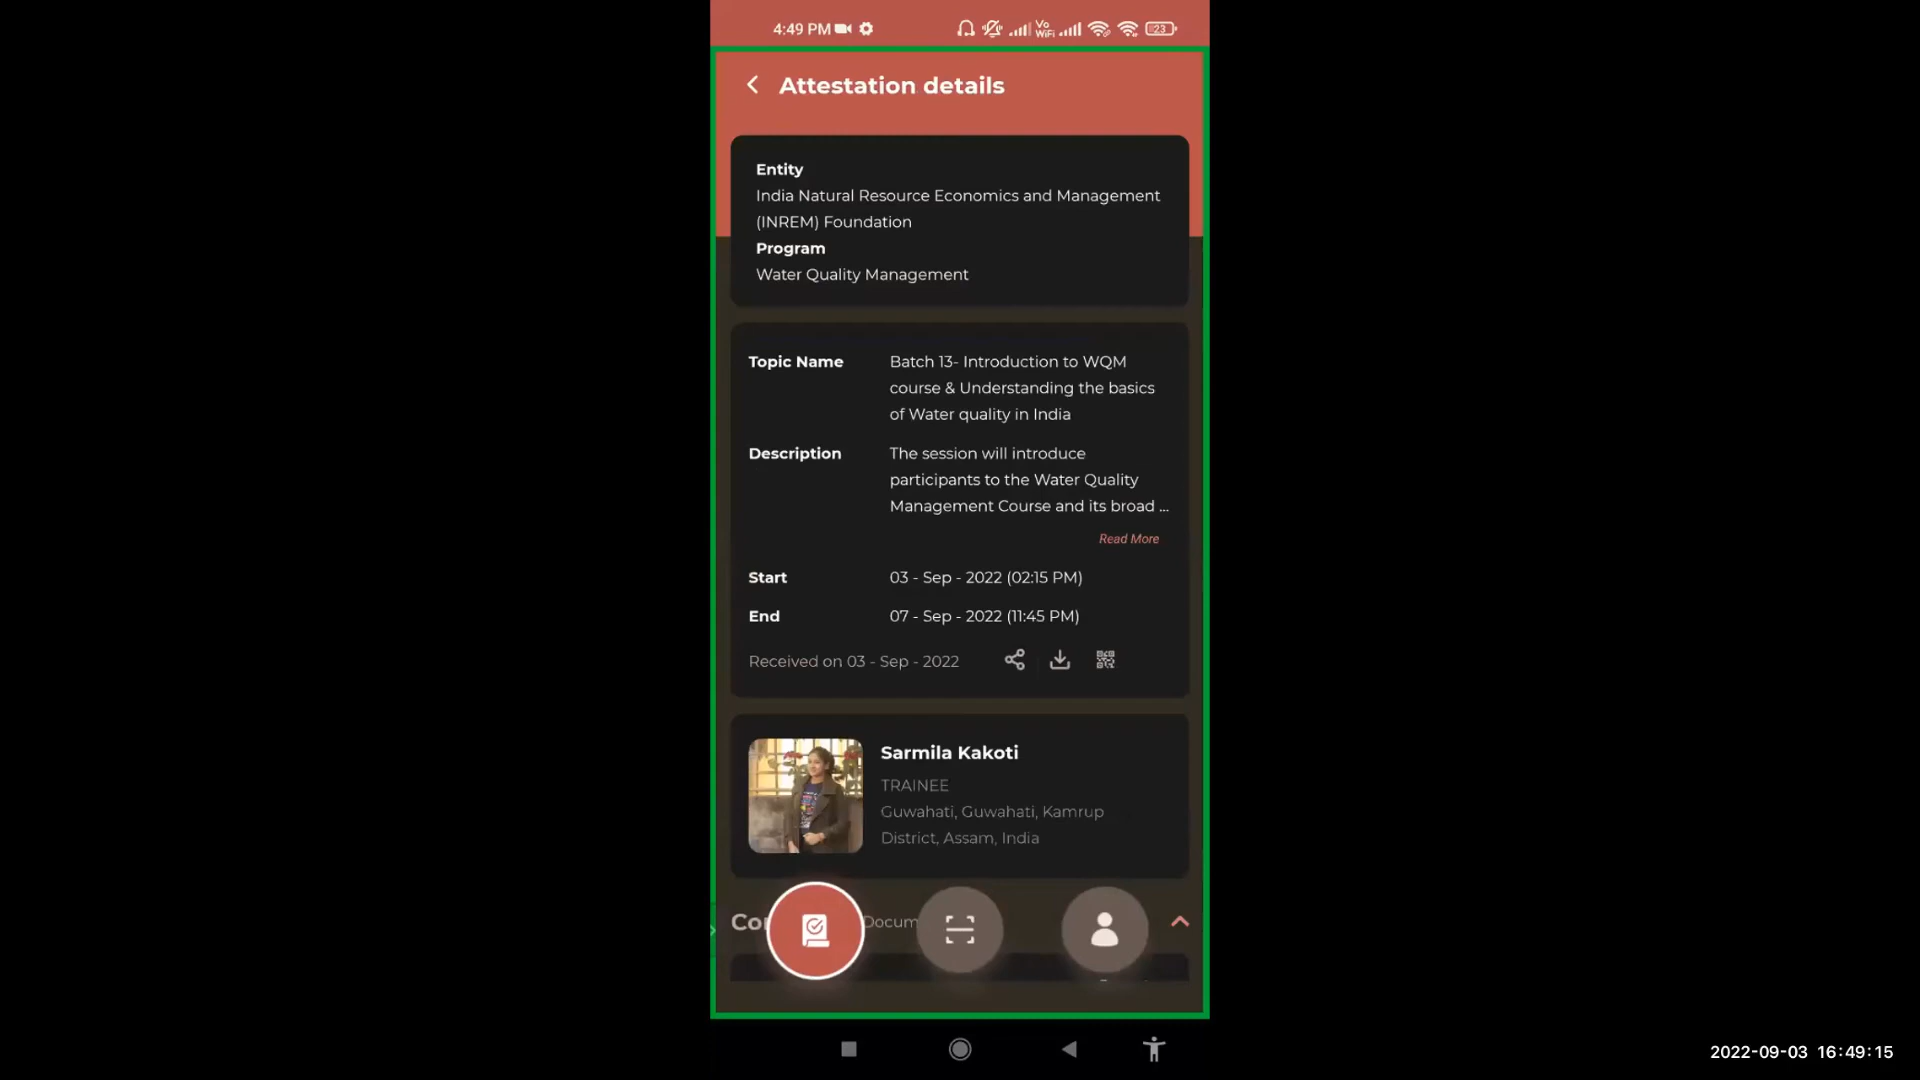 4:49 PM
Vo
WiFi
23
Attestation details
Entity
India Natural Resource Economics and Management
(INREM) Foundation
Program
Water Quality Management
Topic Name
Batch 13- Introduction to WQM
course & Understanding the basics
of Water quality in India
Description
The session will introduce
participants to the Water Quality
Management Course and its broad ...
Read More
Start
03 - Sep - 2022 (02:15 PM)
End
07 - Sep - 2022 (11:45 PM)
Received on 03 - Sep - 2022
Sarmila Kakoti
TRAINEE
Guwahati, Guwahati, Kamrup
District, Assam, India
2022-09-03 16:49:15